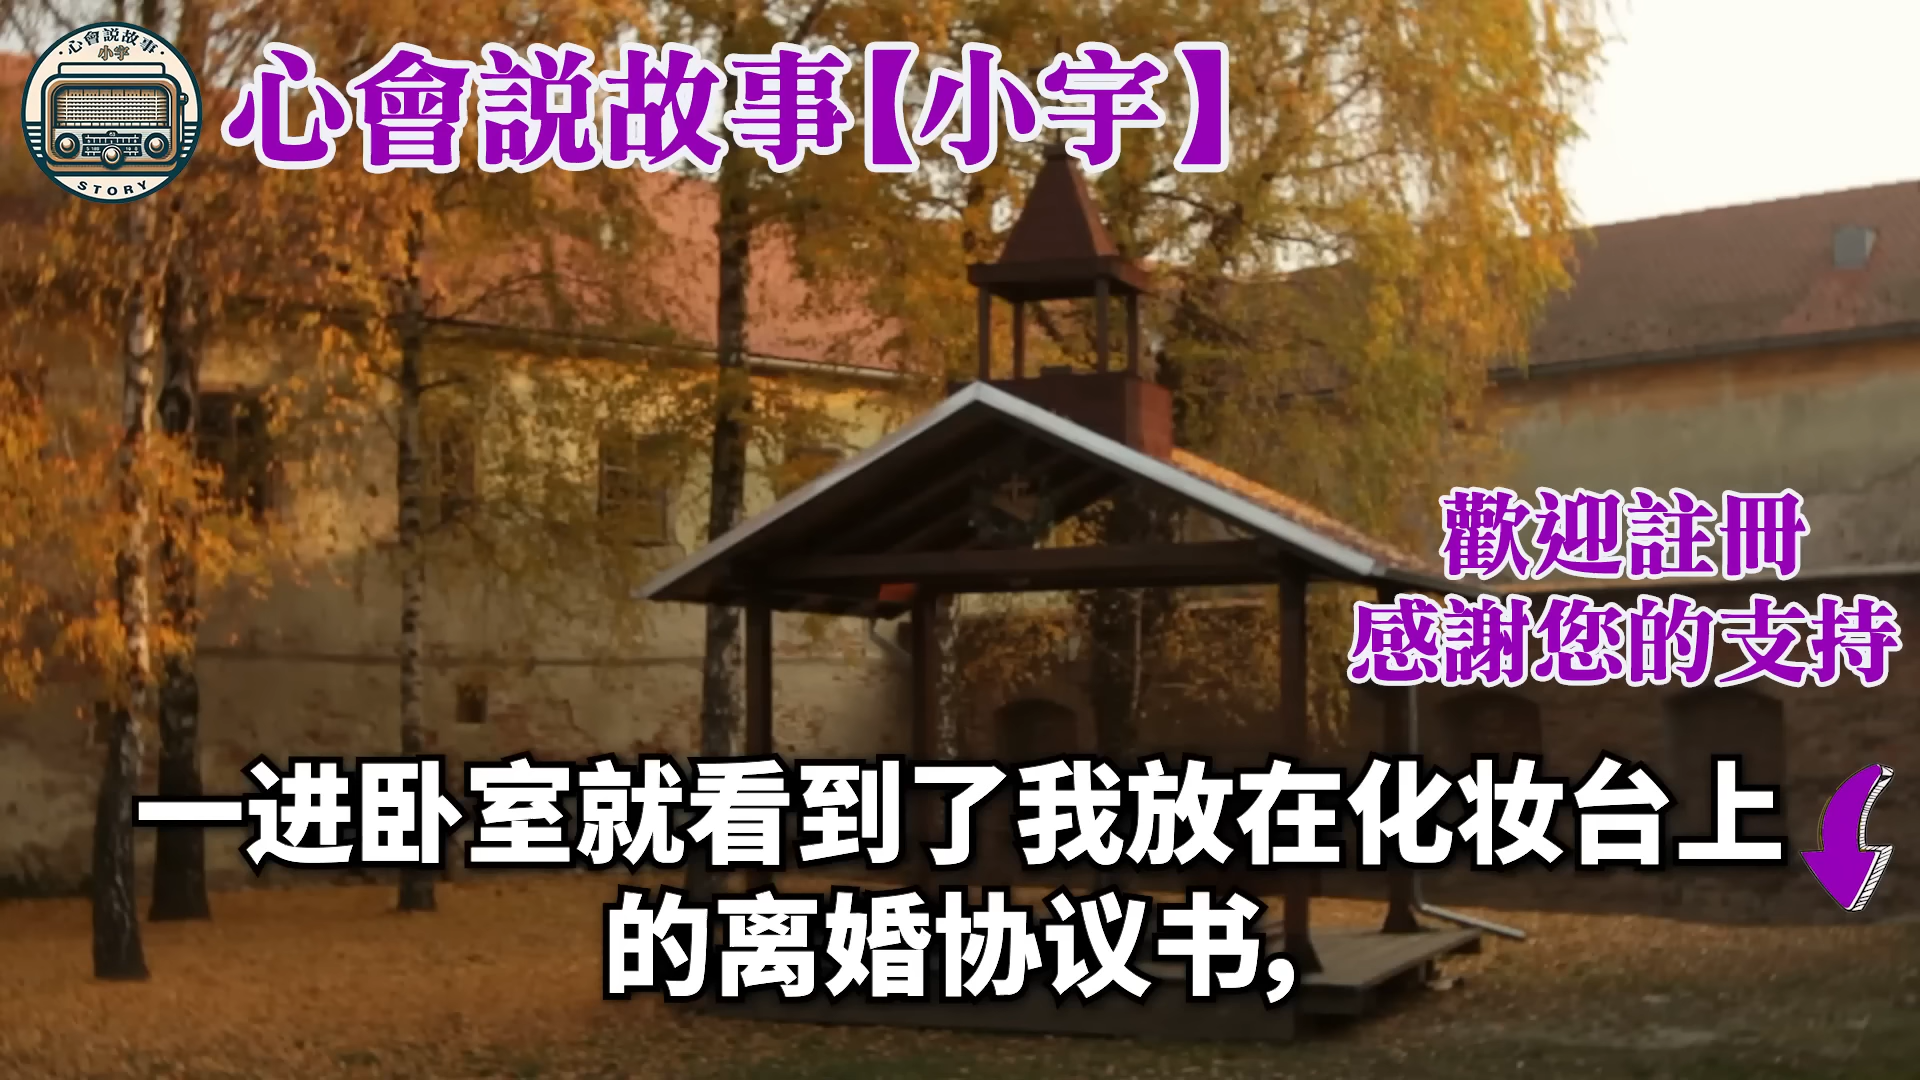 ·心會説故事·
小宇
STORY
心會説故事【小宇】
歡迎註冊
感謝您的支持
一进卧室就看到了我放在化妆台上
的离婚协议书,